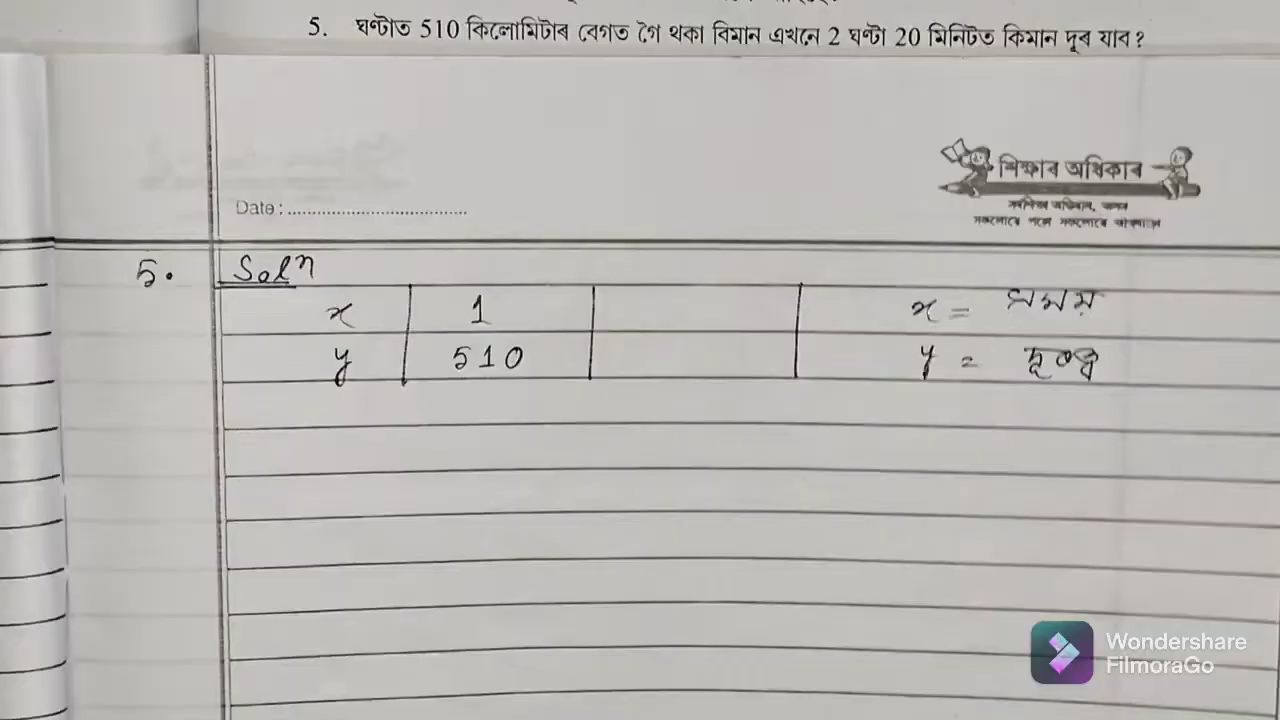 5. ঘণ্টাত 510 কিলোমিটাৰ বেগত গৈ থকা বিমান এখনে 2 ঘণ্টা 20 মিনিটত কিমান দূৰ যাব ?
শিক্ষাৰ অধিকাৰ
Date : ....................................
5. Solⁿ
x 1 x = সময়
y 510 y = দূৰত্ব
Wondershare
FilmoraGo